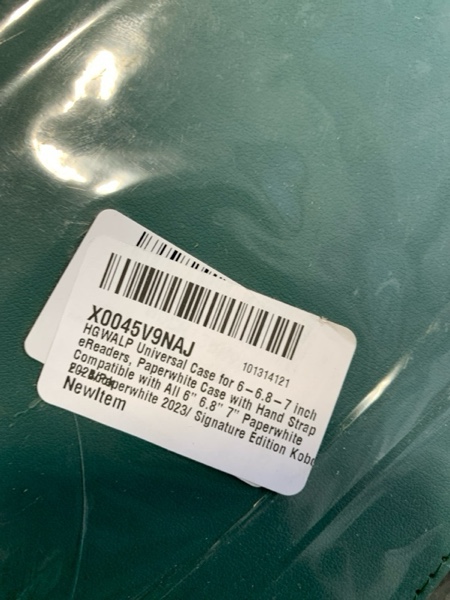 X0045V9NAJ
101314121
HGWALP Universal Case for 6-6.8-7 inch
eReaders, Paperwhite Case with Hand Strap
Compatible with All 6" 6.8" 7" Paperwhite
Paperwhite 2023/ Signature Edition Kobo
NewItem